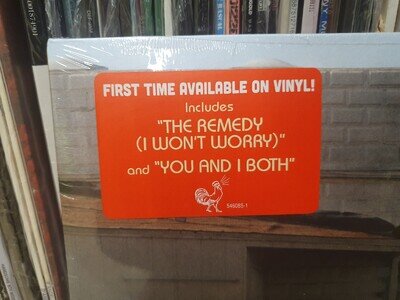 FIRST TIME AVAILABLE ON VINYL!
Includes
"THE REMEDY
(I WON'T WORRY)"
and "YOU AND I BOTH"
546085-1